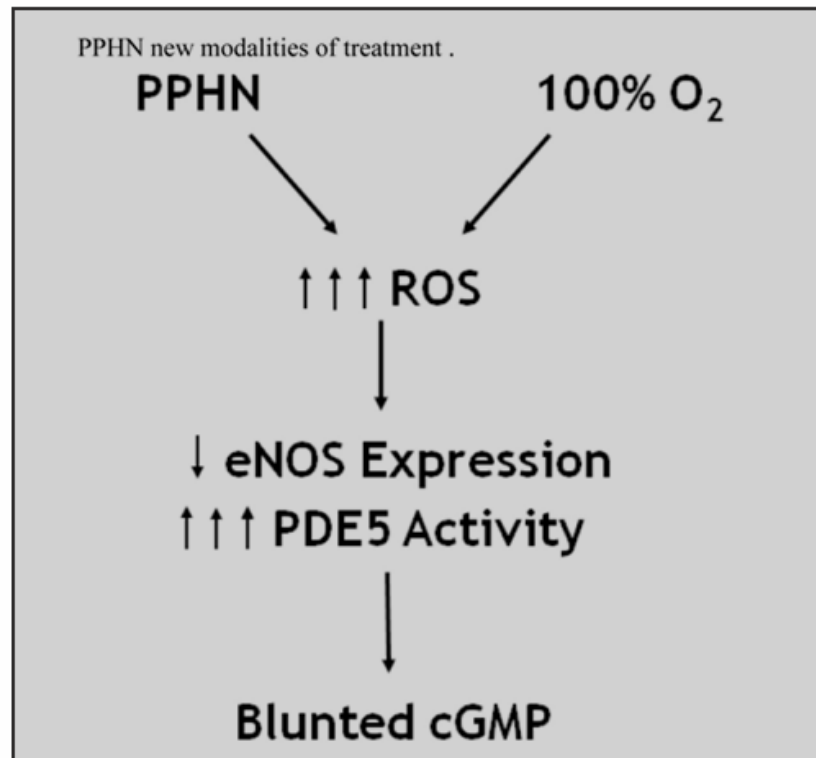 PPHN new modalities of treatment .
PPHN 100% O₂
↑↑↑ ROS
↓ eNOS Expression
↑↑↑ PDE5 Activity
Blunted cGMP